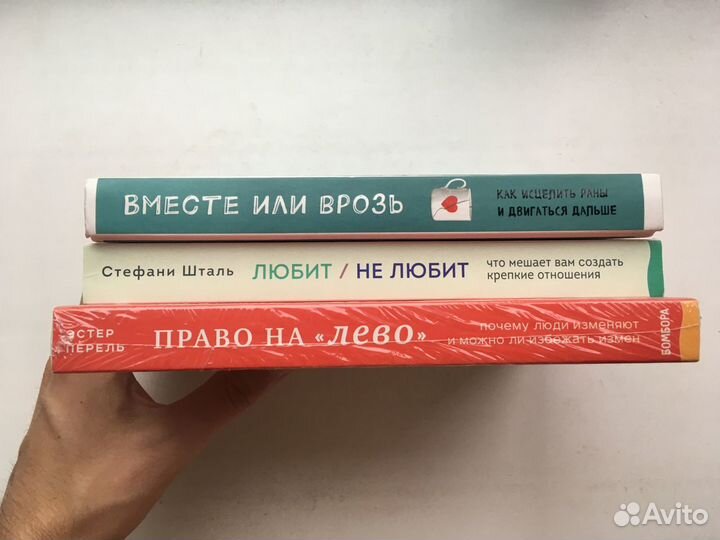 ВМЕСТЕ ИЛИ ВРОЗЬ
КАК ИСЦЕЛИТЬ РАНЫ
И ДВИГАТЬСЯ ДАЛЬШЕ
Стефани Шталь
ЛЮБИТ / НЕ ЛЮБИТ
что мешает вам создать
крепкие отношения
ЭСТЕР
ПЕРЕЛЬ
ПРАВО НА «ЛЕВО»
почему люди изменяют
и можно ли избежать измен
БОМБОРА
Avito